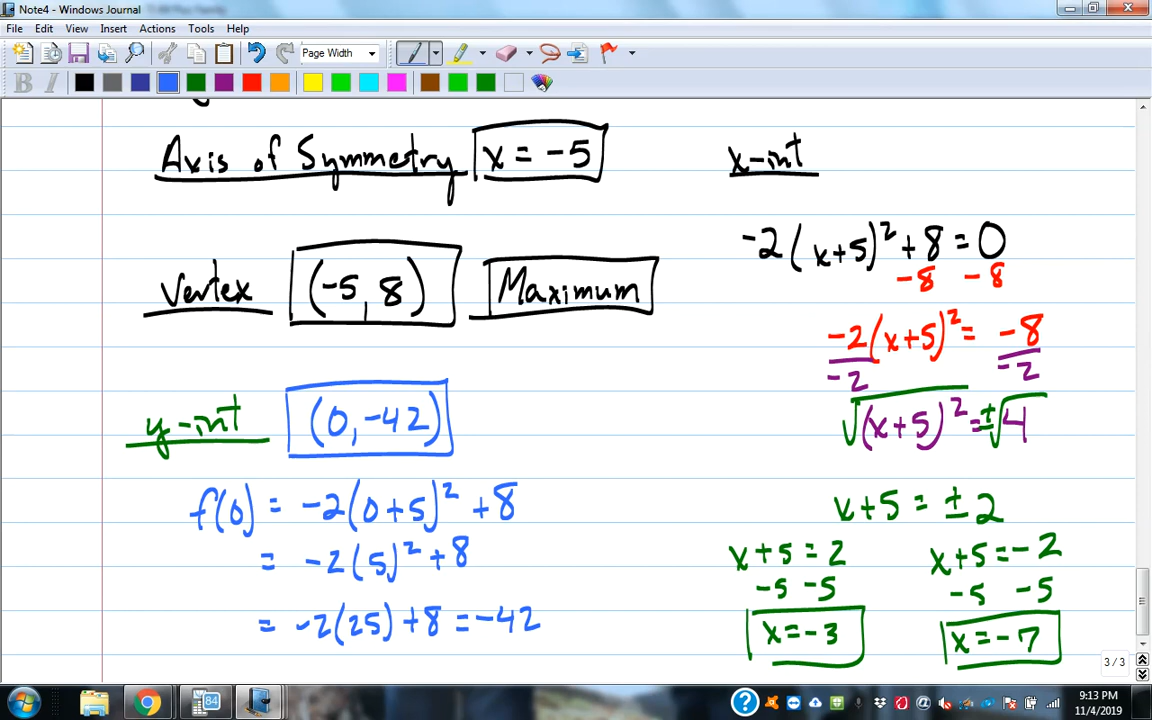 Note4 - Windows Journal
File Edit View Insert Actions Tools Help
Page Width
B I
Axis of Symmetry x = -5
Vertex (-5, 8) Maximum
y-int (0, -42)
f(0) = -2(0+5)² + 8
= -2(5)² + 8
= -2(25) + 8 = -42
x-int
-2(x+5)² + 8 = 0
-8 -8
-2(x+5)² = -8
-2 -2
√(x+5)² = ±√4
x+5 = ±2
x+5 = 2 x+5 = -2
-5 -5 -5 -5
x = -3 x = -7
3 / 3
84
9:13 PM
11/4/2019